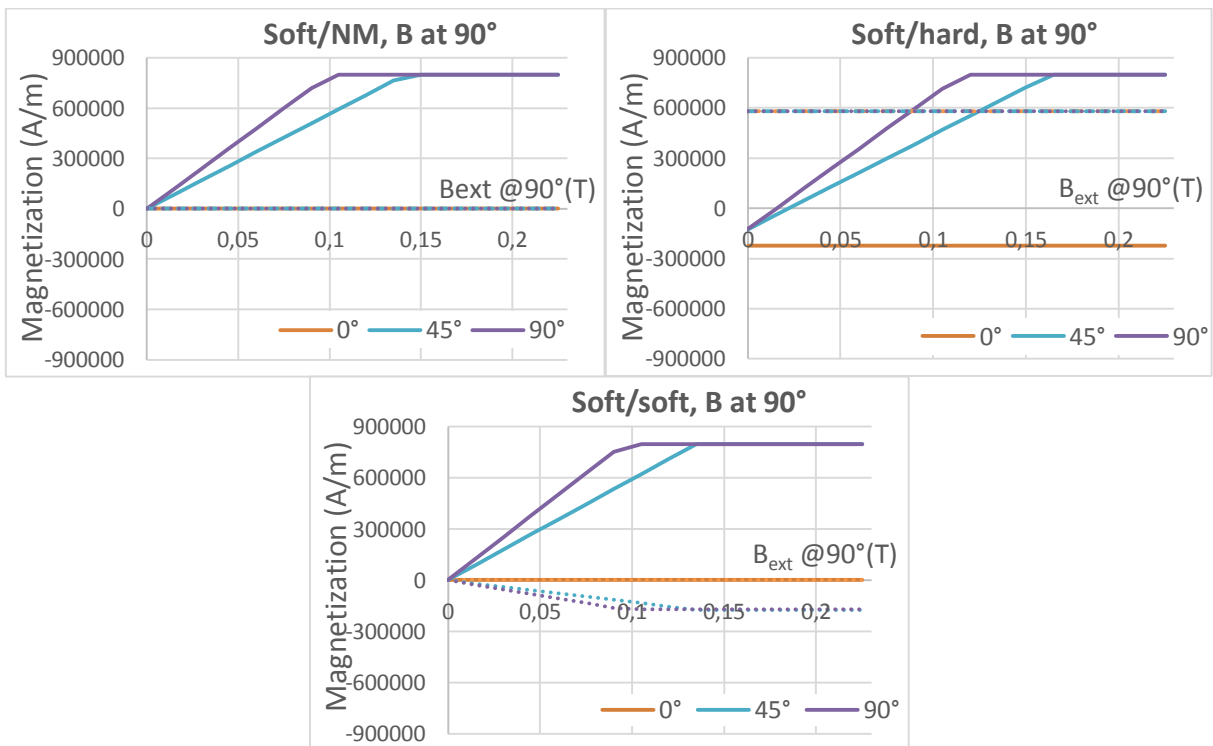 Soft/NM, B at 90°
Magnetization (A/m)
900000
600000
300000
0
-300000
-600000
-900000
Bext @90°(T)
0 0,05 0,1 0,15 0,2
0° 45° 90°
Soft/hard, B at 90°
Magnetization (A/m)
900000
600000
300000
0
-300000
-600000
-900000
Bext @90°(T)
0 0,05 0,1 0,15 0,2
0° 45° 90°
Soft/soft, B at 90°
Magnetization (A/m)
900000
600000
300000
0
-300000
-600000
-900000
Bext @90°(T)
0 0,05 0,1 0,15 0,2
0° 45° 90°